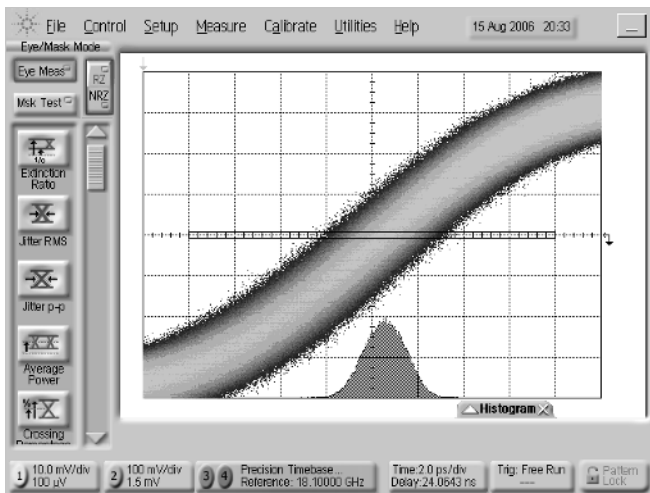 File Control Setup Measure Calibrate Utilities Help 15 Aug 2006 20:33
Eye/Mask Mode
Eye Meas
RZ
NRZ
Msk Test
1/0
Extinction
Ratio
Jitter RMS
Jitter p-p
Average
Power
Crossing
Histogram
1) 10.0 mV/div
100 µV
2) 100 mV/div
1.5 mV
3 4
Precision Timebase...
Reference: 18.10000 GHz
Time:2.0 ps/div
Delay:24.0643 ns
Trig: Free Run
----
Pattern
Lock